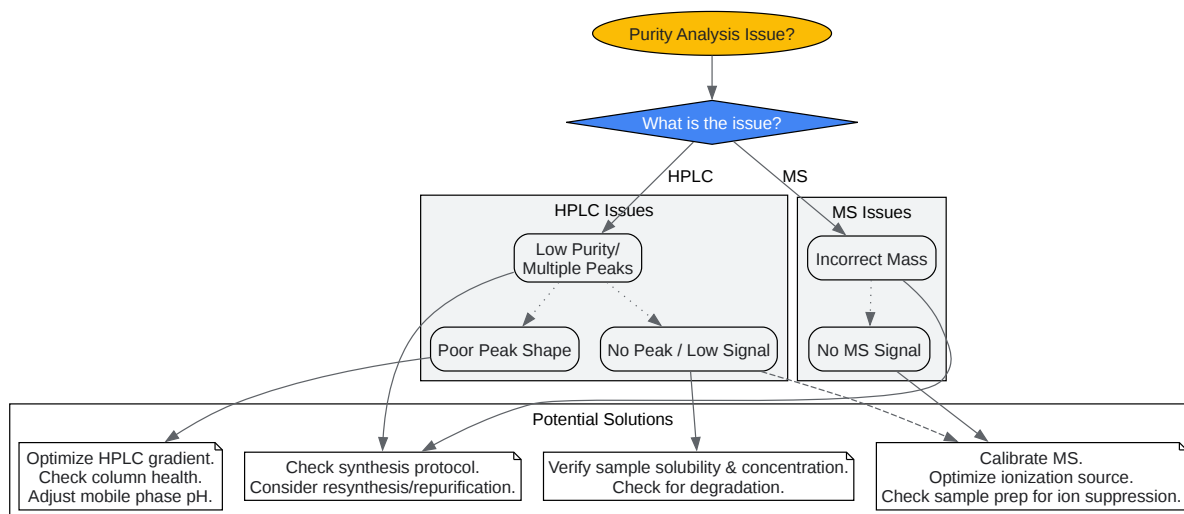 Purity Analysis Issue?
What is the issue?
HPLC
MS
HPLC Issues
MS Issues
Low Purity/
Multiple Peaks
Incorrect Mass
Poor Peak Shape
No Peak / Low Signal
No MS Signal
Potential Solutions
Optimize HPLC gradient.
Check column health.
Adjust mobile phase pH.
Check synthesis protocol.
Consider resynthesis/repurification.
Verify sample solubility & concentration.
Check for degradation.
Calibrate MS.
Optimize ionization source.
Check sample prep for ion suppression.